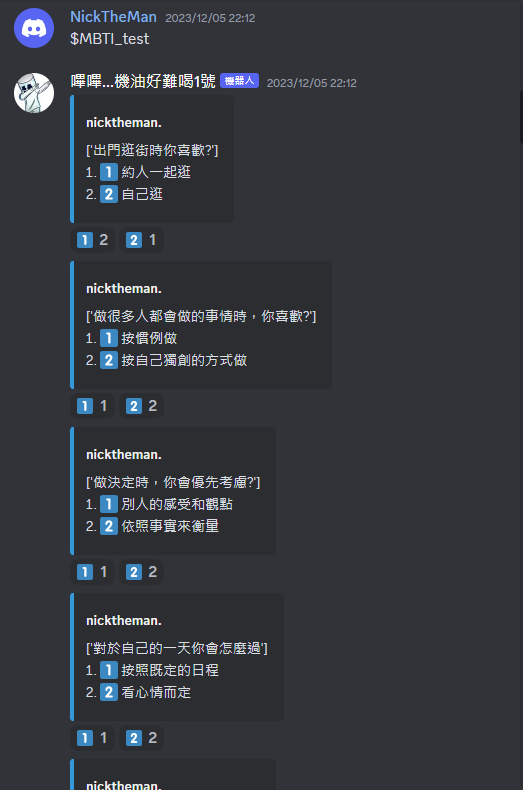 NickTheMan 2023/12/05 22:12
$MBTI_test
嗶嗶...機油好難喝1號 機器人 2023/12/05 22:12
nicktheman.
['出門逛街時你喜歡?']
1. 1 約人一起逛
2. 2 自己逛
1 2 2 1
nicktheman.
['做很多人都會做的事情時，你喜歡?']
1. 1 按慣例做
2. 2 按自己獨創的方式做
1 1 2 2
nicktheman.
['做決定時，你會優先考慮?']
1. 1 別人的感受和觀點
2. 2 依照事實來衡量
1 1 2 2
nicktheman.
['對於自己的一天你會怎麼過']
1. 1 按照既定的日程
2. 2 看心情而定
1 1 2 2
nicktheman.